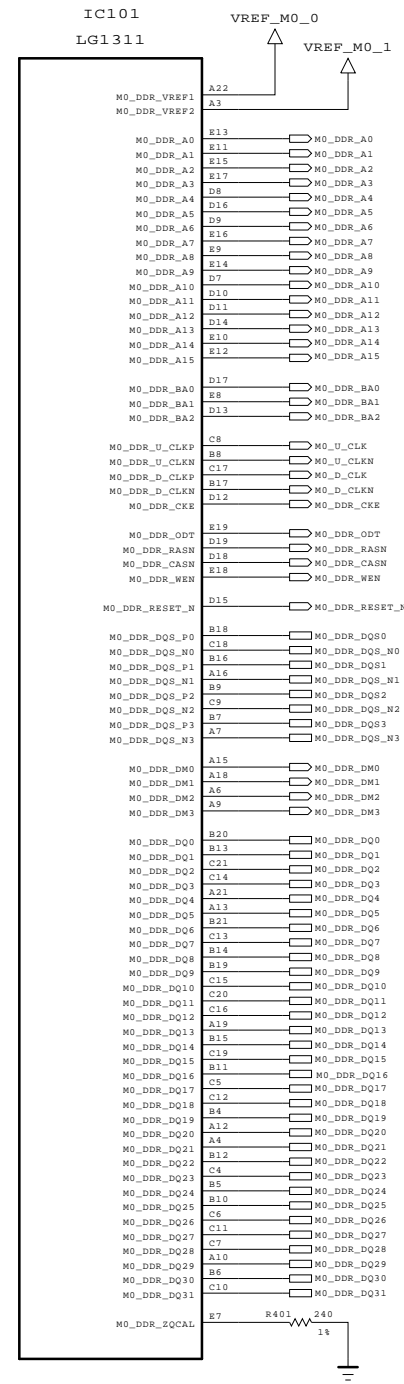 IC101
LG1311
VREF_M0_0
VREF_M0_1
M0_DDR_VREF1 A22
M0_DDR_VREF2 A3
M0_DDR_A0 E13 M0_DDR_A0
M0_DDR_A1 E11 M0_DDR_A1
M0_DDR_A2 E15 M0_DDR_A2
M0_DDR_A3 E17 M0_DDR_A3
M0_DDR_A4 D8 M0_DDR_A4
M0_DDR_A5 D16 M0_DDR_A5
M0_DDR_A6 D9 M0_DDR_A6
M0_DDR_A7 E16 M0_DDR_A7
M0_DDR_A8 E9 M0_DDR_A8
M0_DDR_A9 E14 M0_DDR_A9
M0_DDR_A10 D7 M0_DDR_A10
M0_DDR_A11 D10 M0_DDR_A11
M0_DDR_A12 D11 M0_DDR_A12
M0_DDR_A13 D14 M0_DDR_A13
M0_DDR_A14 E10 M0_DDR_A14
M0_DDR_A15 E12 M0_DDR_A15
M0_DDR_BA0 D17 M0_DDR_BA0
M0_DDR_BA1 E8 M0_DDR_BA1
M0_DDR_BA2 D13 M0_DDR_BA2
M0_DDR_U_CLKP C8 M0_U_CLK
M0_DDR_U_CLKN B8 M0_U_CLKN
M0_DDR_D_CLKP C17 M0_D_CLK
M0_DDR_D_CLKN B17 M0_D_CLKN
M0_DDR_CKE D12 M0_DDR_CKE
M0_DDR_ODT E19 M0_DDR_ODT
M0_DDR_RASN D19 M0_DDR_RASN
M0_DDR_CASN D18 M0_DDR_CASN
M0_DDR_WEN E18 M0_DDR_WEN
M0_DDR_RESET_N D15 M0_DDR_RESET_N
M0_DDR_DQS_P0 B18 M0_DDR_DQS0
M0_DDR_DQS_N0 C18 M0_DDR_DQS_N0
M0_DDR_DQS_P1 B16 M0_DDR_DQS1
M0_DDR_DQS_N1 A16 M0_DDR_DQS_N1
M0_DDR_DQS_P2 B9 M0_DDR_DQS2
M0_DDR_DQS_N2 C9 M0_DDR_DQS_N2
M0_DDR_DQS_P3 B7 M0_DDR_DQS3
M0_DDR_DQS_N3 A7 M0_DDR_DQS_N3
M0_DDR_DM0 A15 M0_DDR_DM0
M0_DDR_DM1 A18 M0_DDR_DM1
M0_DDR_DM2 A6 M0_DDR_DM2
M0_DDR_DM3 A9 M0_DDR_DM3
M0_DDR_DQ0 B20 M0_DDR_DQ0
M0_DDR_DQ1 B13 M0_DDR_DQ1
M0_DDR_DQ2 C21 M0_DDR_DQ2
M0_DDR_DQ3 C14 M0_DDR_DQ3
M0_DDR_DQ4 A21 M0_DDR_DQ4
M0_DDR_DQ5 A13 M0_DDR_DQ5
M0_DDR_DQ6 B21 M0_DDR_DQ6
M0_DDR_DQ7 C13 M0_DDR_DQ7
M0_DDR_DQ8 B14 M0_DDR_DQ8
M0_DDR_DQ9 B19 M0_DDR_DQ9
M0_DDR_DQ10 C15 M0_DDR_DQ10
M0_DDR_DQ11 C20 M0_DDR_DQ11
M0_DDR_DQ12 C16 M0_DDR_DQ12
M0_DDR_DQ13 A19 M0_DDR_DQ13
M0_DDR_DQ14 B15 M0_DDR_DQ14
M0_DDR_DQ15 C19 M0_DDR_DQ15
M0_DDR_DQ16 B11 M0_DDR_DQ16
M0_DDR_DQ17 C5 M0_DDR_DQ17
M0_DDR_DQ18 C12 M0_DDR_DQ18
M0_DDR_DQ19 B4 M0_DDR_DQ19
M0_DDR_DQ20 A12 M0_DDR_DQ20
M0_DDR_DQ21 A4 M0_DDR_DQ21
M0_DDR_DQ22 B12 M0_DDR_DQ22
M0_DDR_DQ23 C4 M0_DDR_DQ23
M0_DDR_DQ24 B5 M0_DDR_DQ24
M0_DDR_DQ25 B10 M0_DDR_DQ25
M0_DDR_DQ26 C6 M0_DDR_DQ26
M0_DDR_DQ27 C11 M0_DDR_DQ27
M0_DDR_DQ28 C7 M0_DDR_DQ28
M0_DDR_DQ29 A10 M0_DDR_DQ29
M0_DDR_DQ30 B6 M0_DDR_DQ30
M0_DDR_DQ31 C10 M0_DDR_DQ31
M0_DDR_ZQCAL E7 R401 240
1%